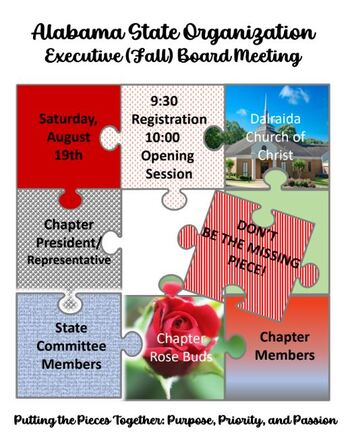 Alabama State Organization
Executive (Fall) Board Meeting
Saturday,
August
19th
9:30
Registration
10:00
Opening
Session
Dalraida
Church of
Christ
Chapter
President/
Representative
DON'T
BE THE MISSING
PIECE!
State
Committee
Members
Chapter
Rose Buds
Chapter
Members
Putting the Pieces Together: Purpose, Priority, and Passion